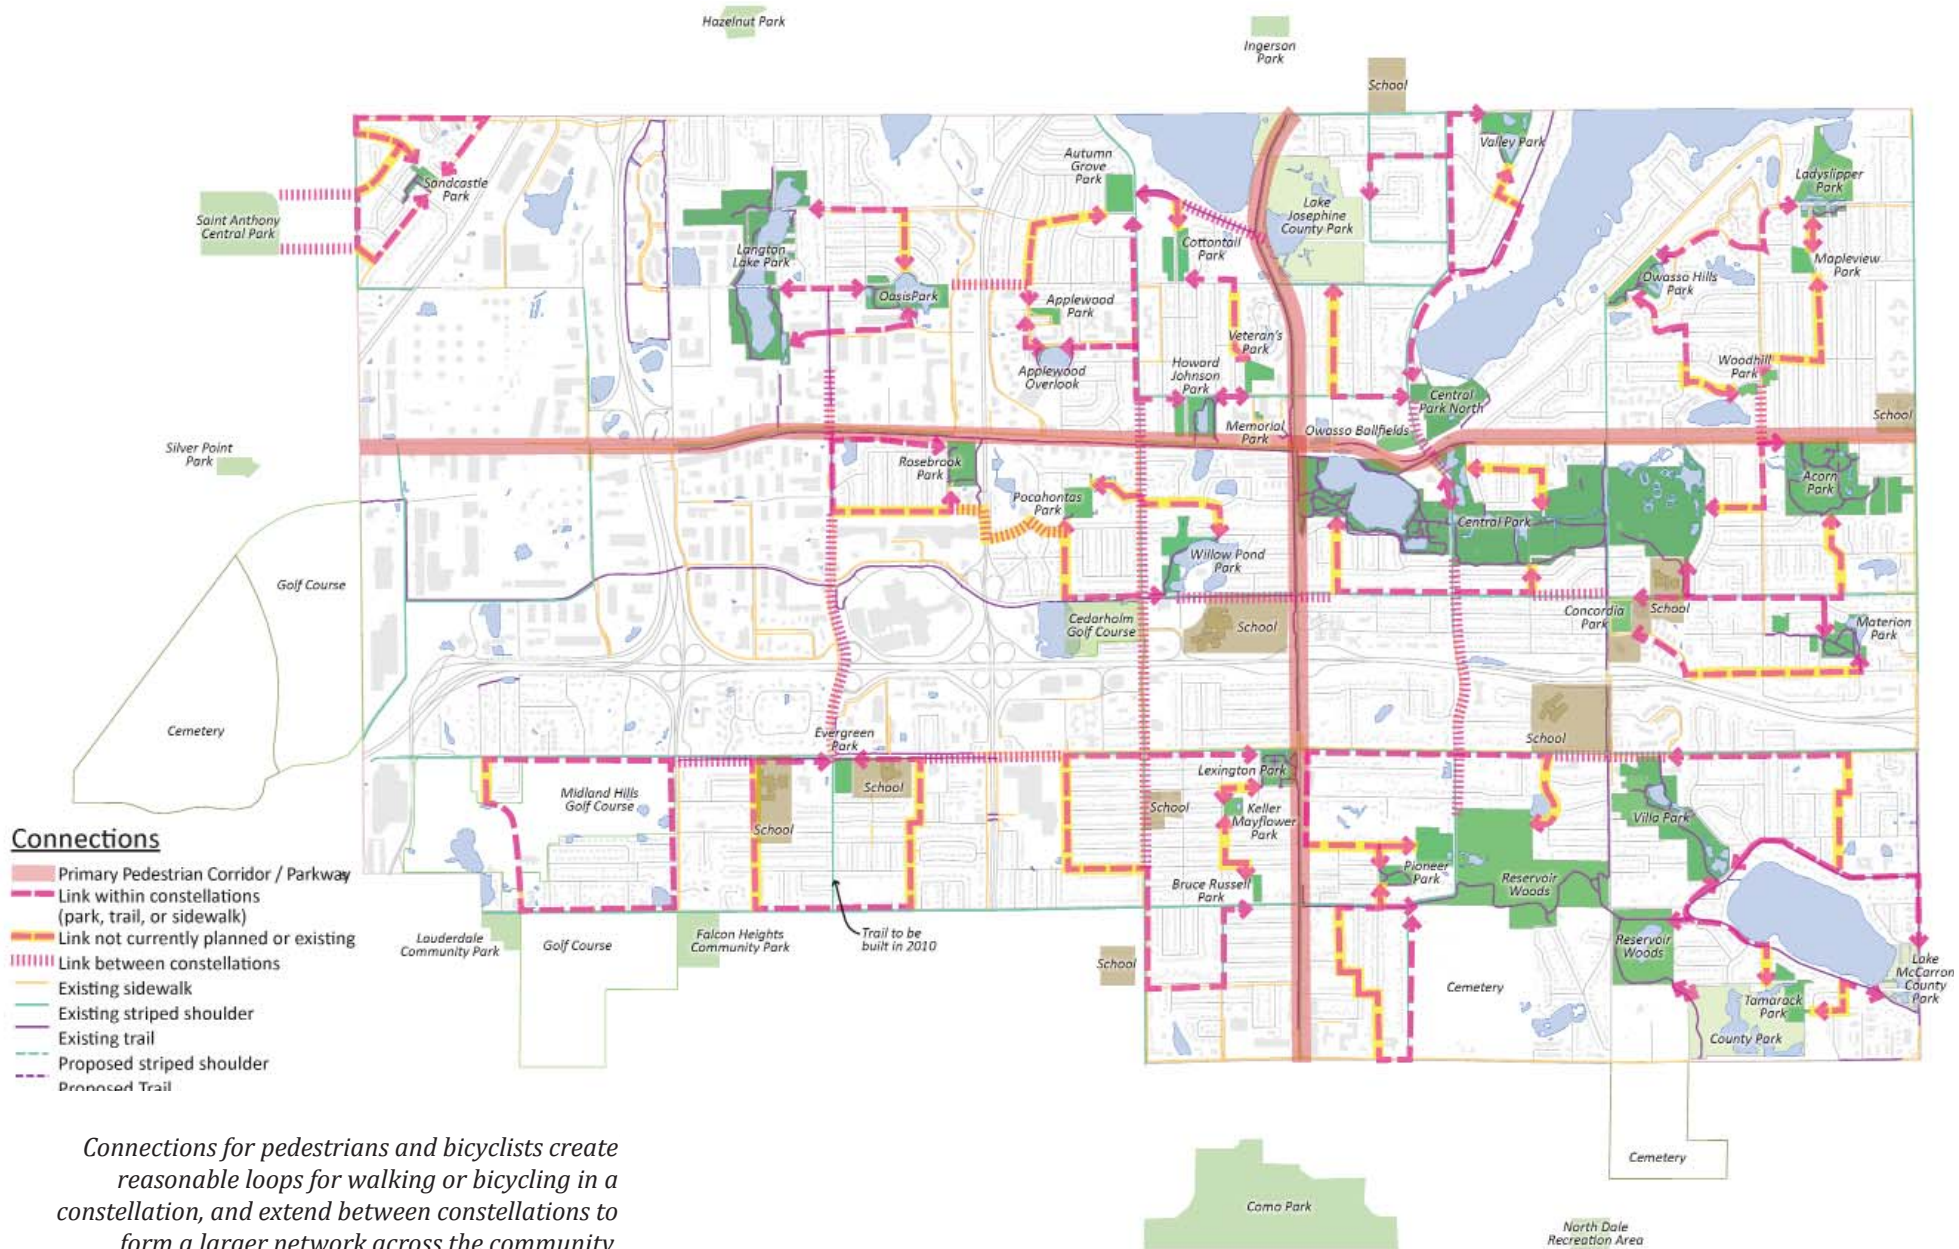 Hazelnut Park
Ingerson
Park
School
Autumn
Grove
Park
Valley Park
Sandcastle
Park
Ladyslipper
Park
Saint Anthony
Central Park
Lake
Josephine
County Park
Langton
Lake Park
Cottontail
Park
Mapleview
Park
Owasso Hills
Park
OasisPark
Applewood
Park
Veteran's
Park
Applewood
Overlook
Howard
Johnson
Park
Woodhill
Park
Central
Park North
School
Memorial
Park
Owasso Ballfields
Silver Point
Park
Rosebrook
Park
Pocahontas
Park
Acorn
Park
Central Park
Willow Pond
Park
Golf Course
Concordia
Park
School
Cedarholm
Golf Course
School
Materion
Park
Cemetery
Evergreen
Park
School
Lexington Park
Midland Hills
Golf Course
School
School
School
Keller
Mayflower
Park
Villa Park
Connections
Primary Pedestrian Corridor / Parkway
Link within constellations
(park, trail, or sidewalk)
Link not currently planned or existing
Link between constellations
Existing sidewalk
Existing striped shoulder
Existing trail
Proposed striped shoulder
Proposed Trail
Pioneer
Park
Reservoir
Woods
Bruce Russell
Park
Lauderdale
Community Park
Golf Course
Falcon Heights
Community Park
Trail to be
built in 2010
School
Reservoir
Woods
Lake
McCarron
County
Park
Cemetery
Tamarack
Park
County Park
Connections for pedestrians and bicyclists create
reasonable loops for walking or bicycling in a
constellation, and extend between constellations to
form a larger network across the community.
Cemetery
Como Park
North Dale
Recreation Area